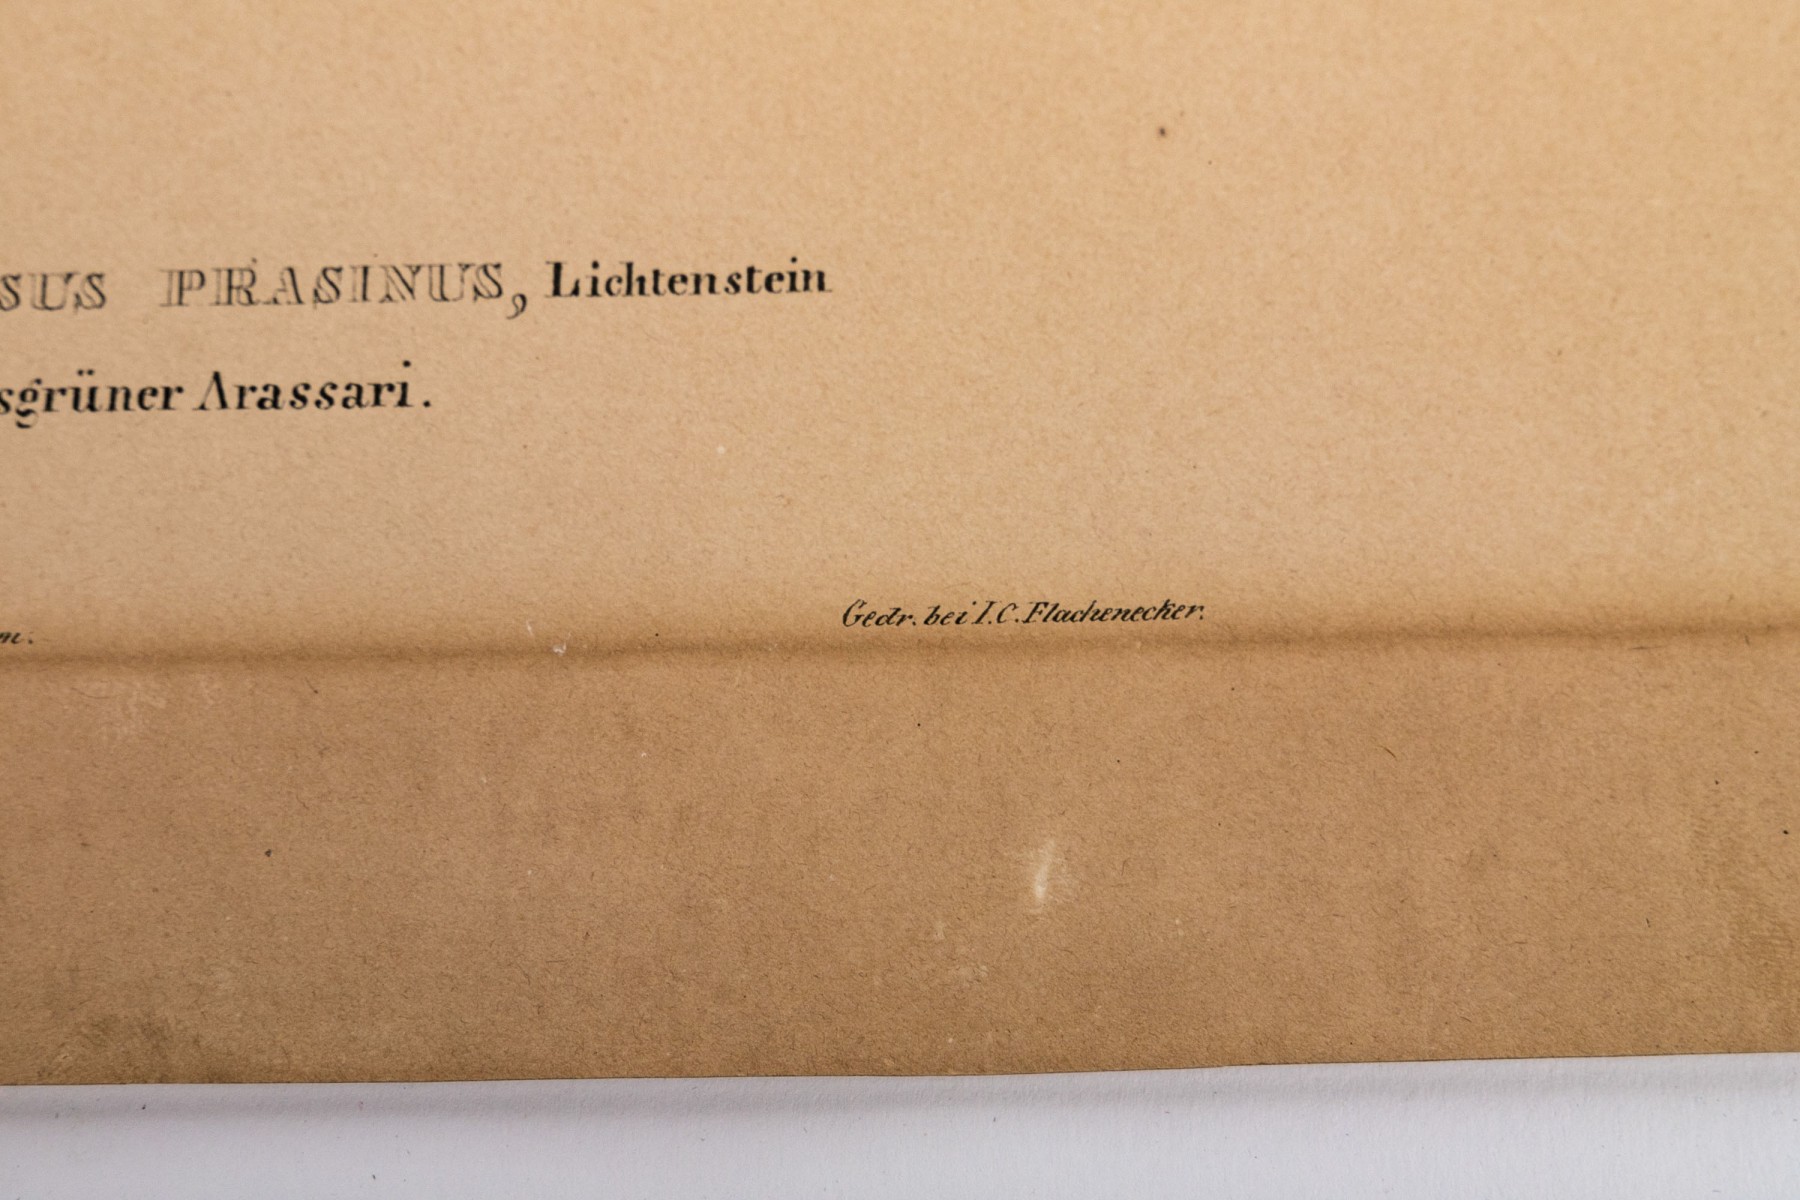 SUS PRASINUS, Lichtenstein
sgrüner Arassari.
Gedr. bei I.C. Flachenecker.
m.